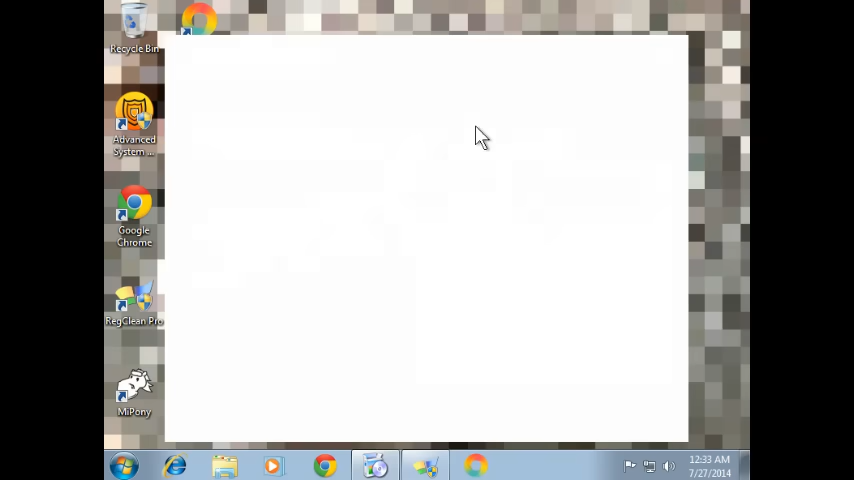 Recycle Bin
Advanced
System ...
Google
Chrome
RegClean Pro
MiPony
12:33 AM
7/27/2014